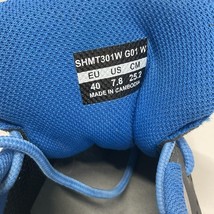 SHMT301W G01 W
EU US CM
40 7.8 25.2
MADE IN CAMBODIA